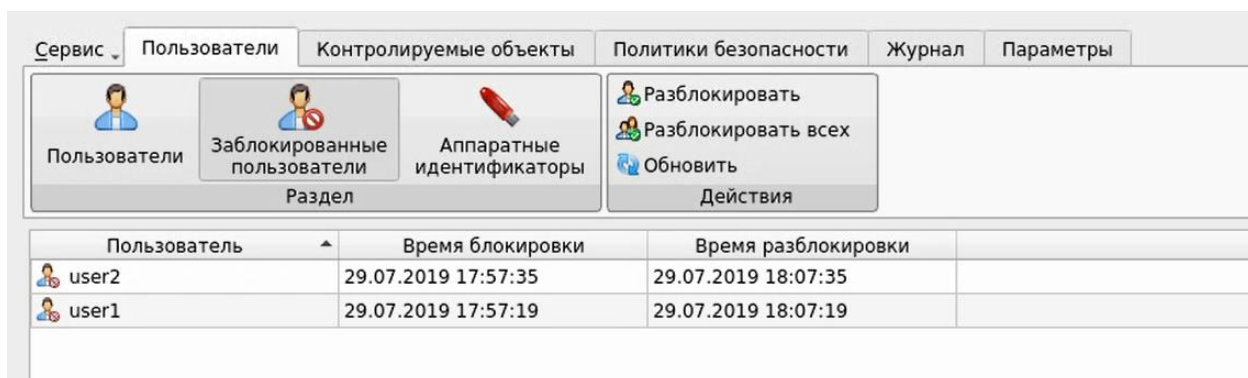 Сервис Пользователи Контролируемые объекты Политики безопасности Журнал Параметры
Пользователи
Заблокированные
пользователи
Аппаратные
идентификаторы
Раздел
Разблокировать
Разблокировать всех
Обновить
Действия
Пользователь Время блокировки Время разблокировки
user2 29.07.2019 17:57:35 29.07.2019 18:07:35
user1 29.07.2019 17:57:19 29.07.2019 18:07:19